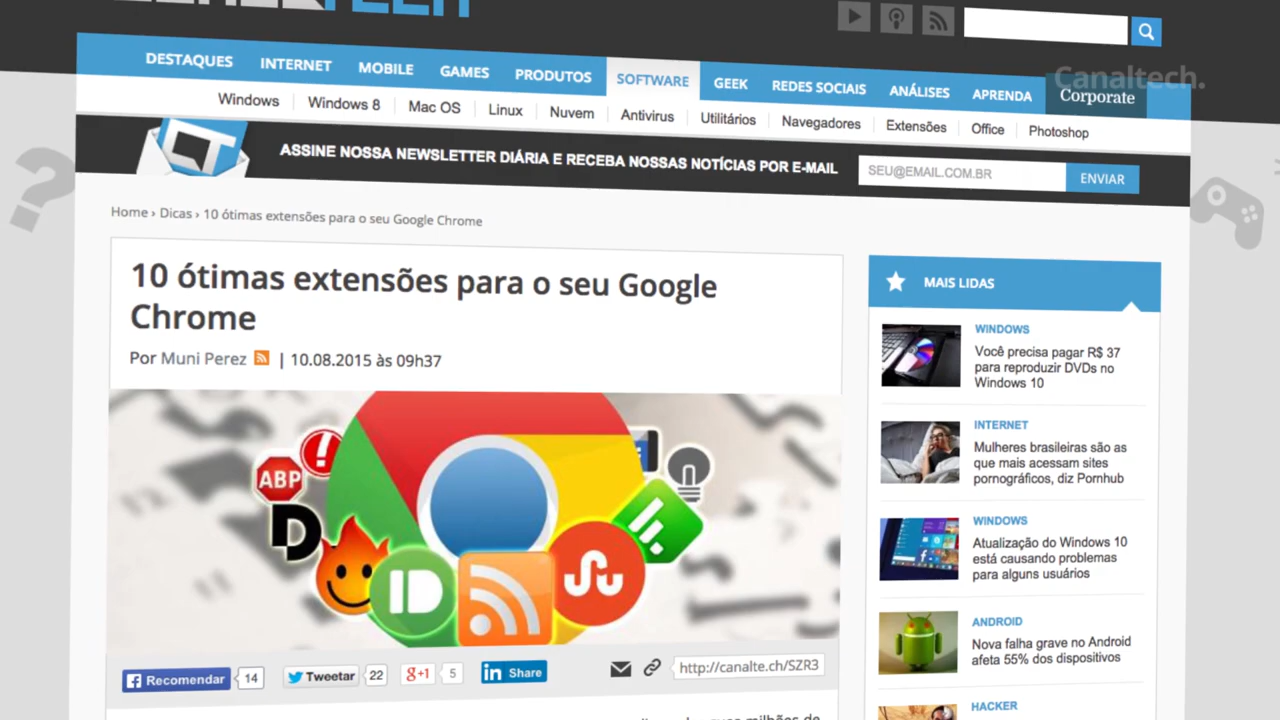 Canaltech.
DESTAQUES INTERNET MOBILE GAMES PRODUTOS SOFTWARE GEEK REDES SOCIAIS ANÁLISES APRENDA Corporate
Windows Windows 8 Mac OS Linux Nuvem Antivirus Utilitários Navegadores Extensões Office Photoshop
CT
ASSINE NOSSA NEWSLETTER DIÁRIA E RECEBA NOSSAS NOTÍCIAS POR E-MAIL SEU@EMAIL.COM.BR ENVIAR
Home › Dicas › 10 ótimas extensões para o seu Google Chrome
10 ótimas extensões para o seu Google
Chrome
Por Muni Perez | 10.08.2015 às 09h37
ABP
D
Recomendar 14 Tweetar 22 g+1 5 in Share http://canalte.ch/SZR3
MAIS LIDAS
WINDOWS
Você precisa pagar R$ 37
para reproduzir DVDs no
Windows 10
INTERNET
Mulheres brasileiras são as
que mais acessam sites
pornográficos, diz Pornhub
WINDOWS
Atualização do Windows 10
está causando problemas
para alguns usuários
ANDROID
Nova falha grave no Android
afeta 55% dos dispositivos
HACKER